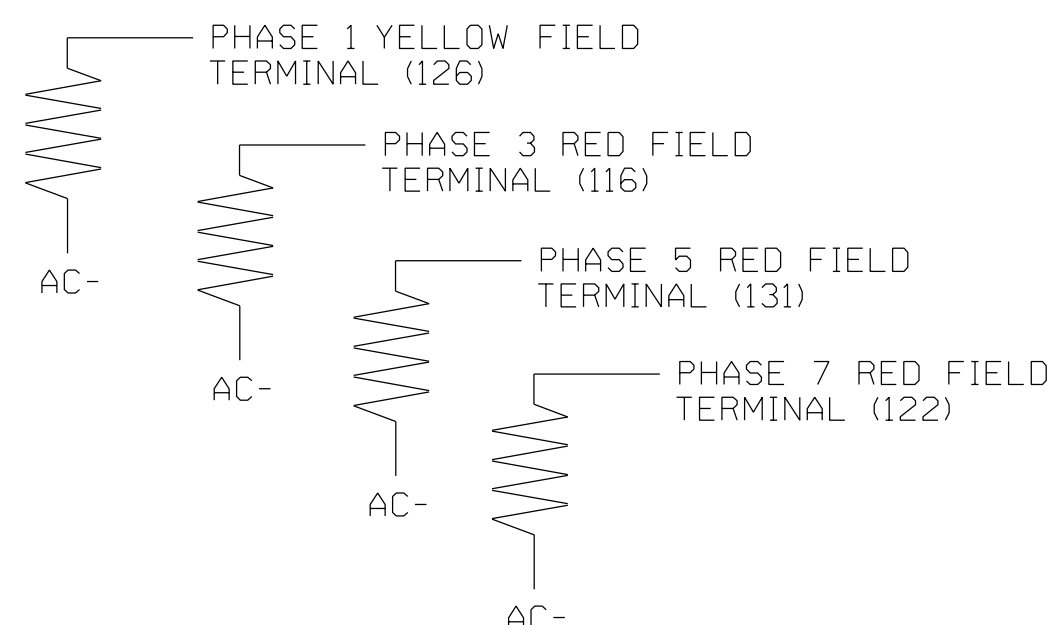 PHASE 1 YELLOW FIELD
TERMINAL (126)
AC-
PHASE 3 RED FIELD
TERMINAL (116)
AC-
PHASE 5 RED FIELD
TERMINAL (131)
AC-
PHASE 7 RED FIELD
TERMINAL (122)
AC-